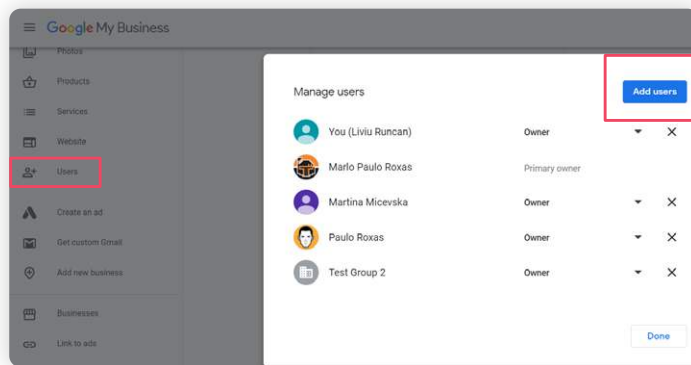 Google My Business
Photos
Products
Services
Website
Users
Create an ad
Get custom Gmail
Add new business
Businesses
Link to ads
Manage users
Add users
You (Liviu Runcan) Owner
Marlo Paulo Roxas Primary owner
Martina Micevska Owner
Paulo Roxas Owner
Test Group 2 Owner
Done